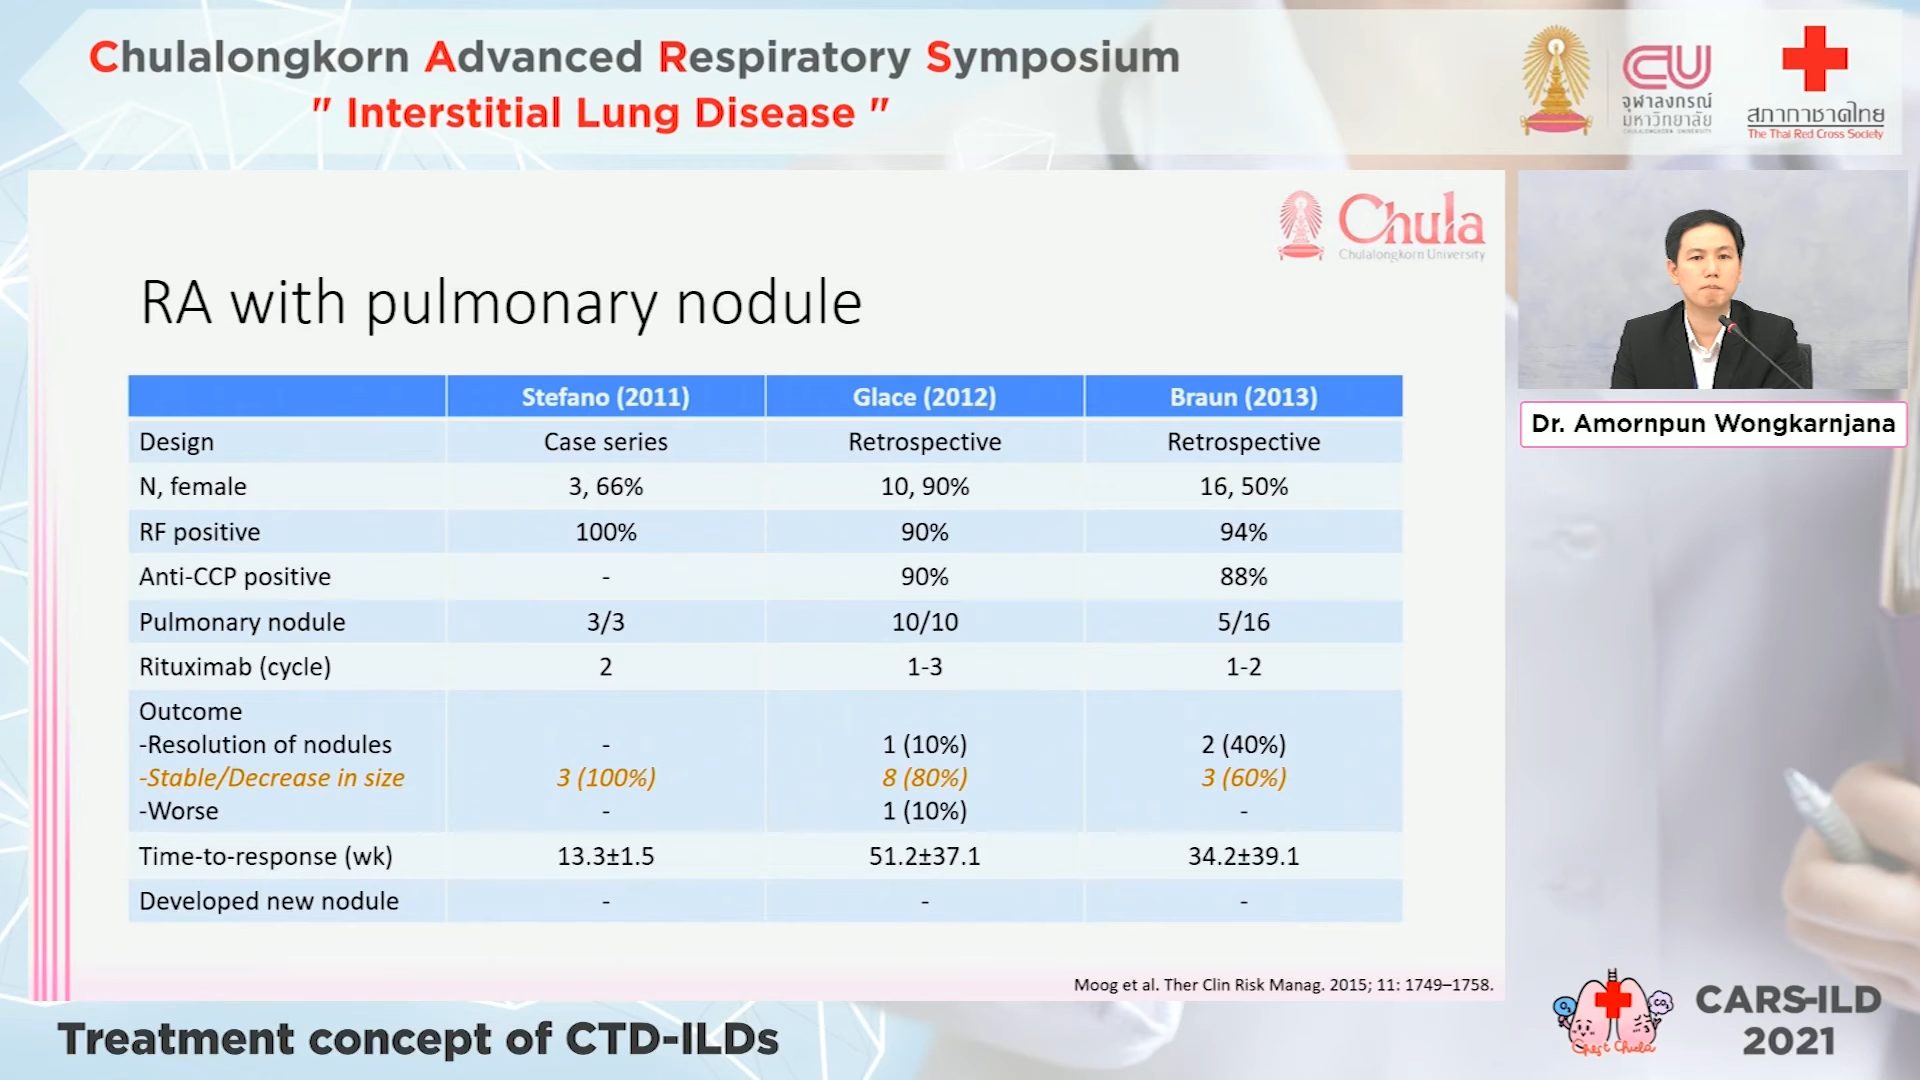 Chulalongkorn Advanced Respiratory Symposium
" Interstitial Lung Disease "
CU
จุฬาลงกรณ์
มหาวิทยาลัย
CHULALONGKORN UNIVERSITY
สภากาชาดไทย
The Thai Red Cross Society
Chula
Chulalongkorn University
RA with pulmonary nodule
Stefano (2011) Glace (2012) Braun (2013)
Design Case series Retrospective Retrospective
N, female 3, 66% 10, 90% 16, 50%
RF positive 100% 90% 94%
Anti-CCP positive - 90% 88%
Pulmonary nodule 3/3 10/10 5/16
Rituximab (cycle) 2 1-3 1-2
Outcome
-Resolution of nodules - 1 (10%) 2 (40%)
-Stable/Decrease in size 3 (100%) 8 (80%) 3 (60%)
-Worse - 1 (10%) -
Time-to-response (wk) 13.3±1.5 51.2±37.1 34.2±39.1
Developed new nodule - - -
Moog et al. Ther Clin Risk Manag. 2015; 11: 1749–1758.
Dr. Amornpun Wongkarnjana
Treatment concept of CTD-ILDs
O₂
CO₂
Chest Chula
CARS-ILD
2021